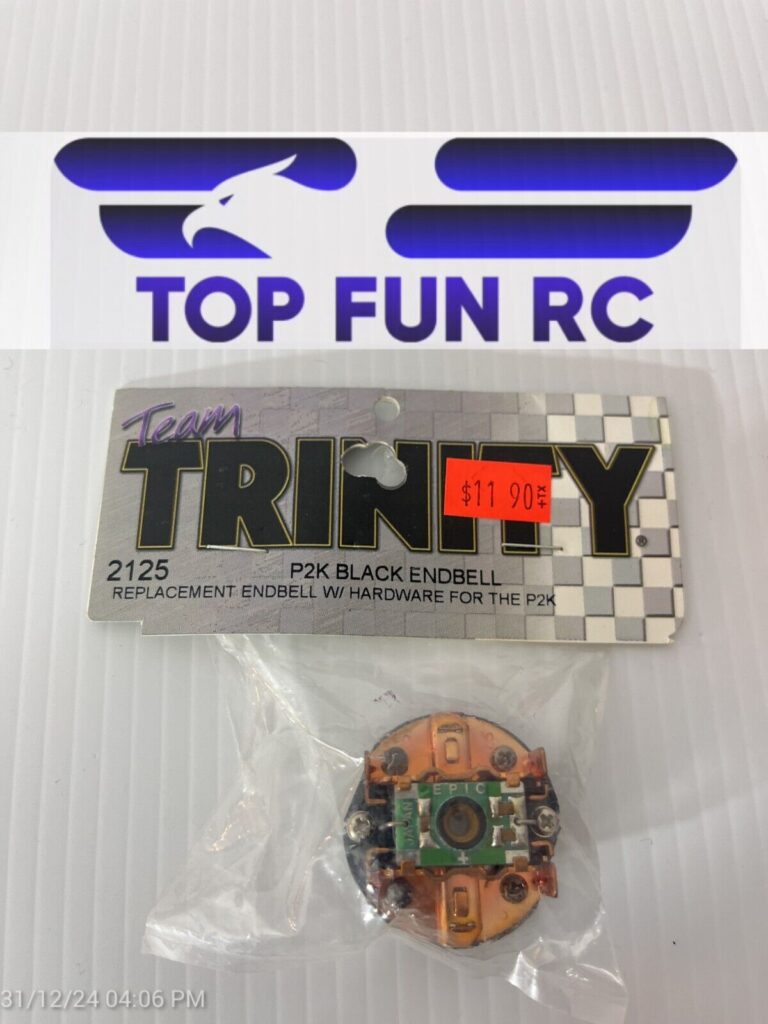 TOP FUN RC
Team
TRINITY®
$11 90 +TX
2125 P2K BLACK ENDBELL
REPLACEMENT ENDBELL W/ HARDWARE FOR THE P2K
EPIC
JAPAN
+
31/12/24 04:06 PM